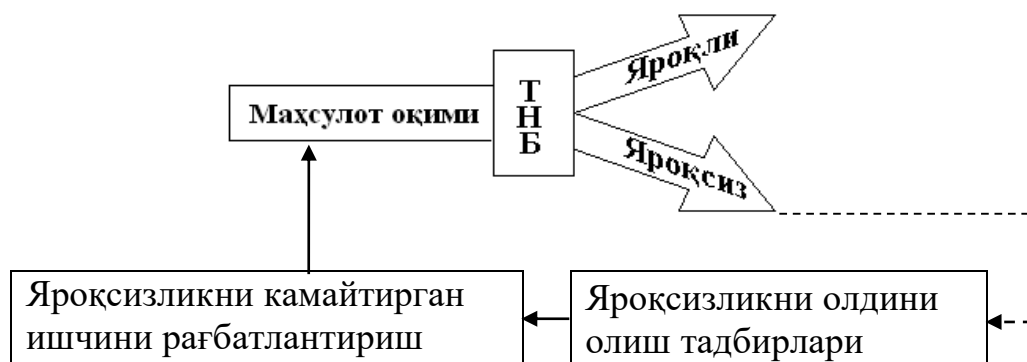 Маҳсулот оқими
Т
Н
Б
Яроқли
Яроқсиз
Яроқсизликни камайтирган
ишчини рағбатлантириш
Яроқсизликни олдини
олиш тадбирлари